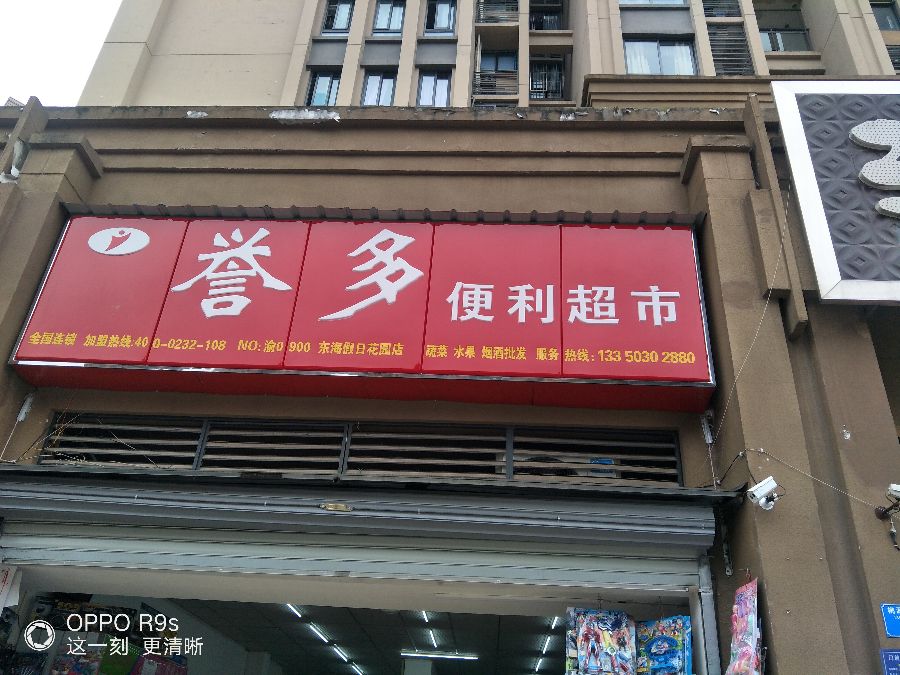 誉多便利超市
全国连锁 加盟热线:40 0-0232-108 NO:渝0 900 东海假日花园店 蔬菜 水果 烟酒批发 服务热线:133 5030 2880
OPPO R9s
这一刻 更清晰